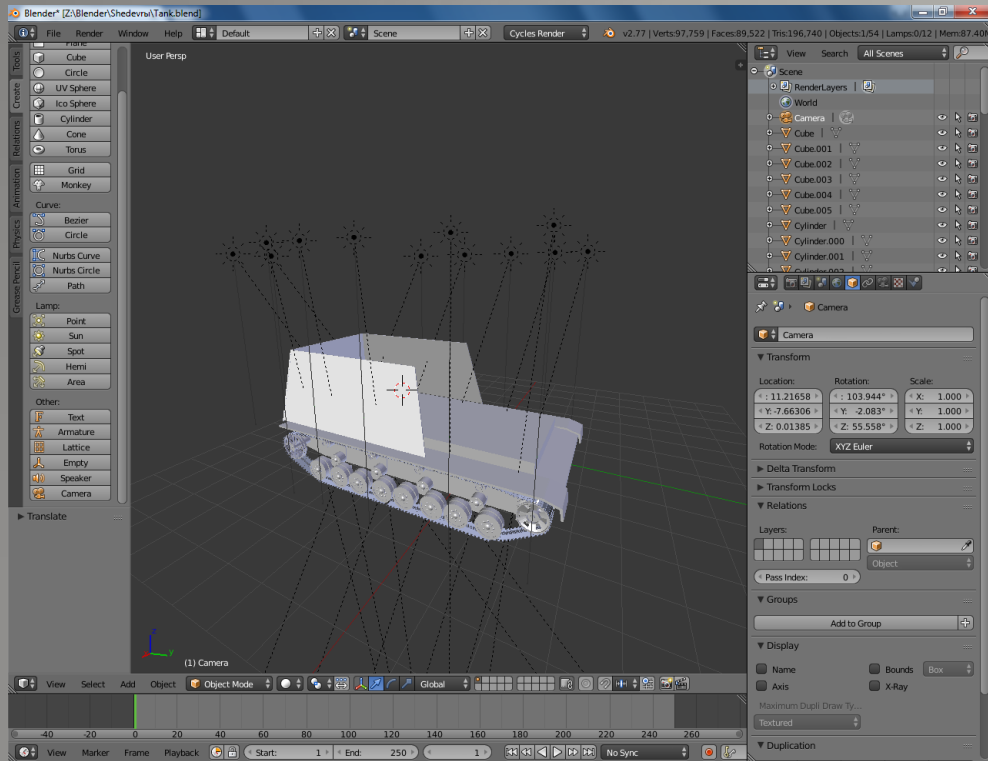 Blender* [Z:\Blender\Shedevrы\Tank.blend]
File Render Window Help Default Scene Cycles Render v2.77 | Verts:97,759 | Faces:89,522 | Tris:196,740 | Objects:1/54 | Lamps:0/12 | Mem:87.40
Tools
Create
Relations
Animation
Physics
Grease Pencil
Plane
Cube
Circle
UV Sphere
Ico Sphere
Cylinder
Cone
Torus
Grid
Monkey
Curve:
Bezier
Circle
Nurbs Curve
Nurbs Circle
Path
Lamp:
Point
Sun
Spot
Hemi
Area
Other:
Text
Armature
Lattice
Empty
Speaker
Camera
Translate
User Persp
z
y
(1) Camera
View Select Add Object Object Mode Global
-40 -20 0 20 40 60 80 100 120 140 160 180 200 220 240 260
View Marker Frame Playback Start: 1 End: 250 1 No Sync
View Search All Scenes
Scene
RenderLayers |
World
Camera |
Cube |
Cube.001 |
Cube.002 |
Cube.003 |
Cube.004 |
Cube.005 |
Cylinder |
Cylinder.000 |
Cylinder.001 |
Cylinder.002 |
Camera
Camera
Transform
Location: Rotation: Scale:
: 11.21658 : 103.944° X: 1.000
Y: -7.66306 Y: -2.083° Y: 1.000
Z: 0.01385 Z: 55.558° Z: 1.000
Rotation Mode: XYZ Euler
Delta Transform
Transform Locks
Relations
Layers: Parent:
Object
Pass Index: 0
Groups
Add to Group
Display
Name Bounds Box
Axis X-Ray
Maximum Dupli Draw Ty...
Textured
Duplication